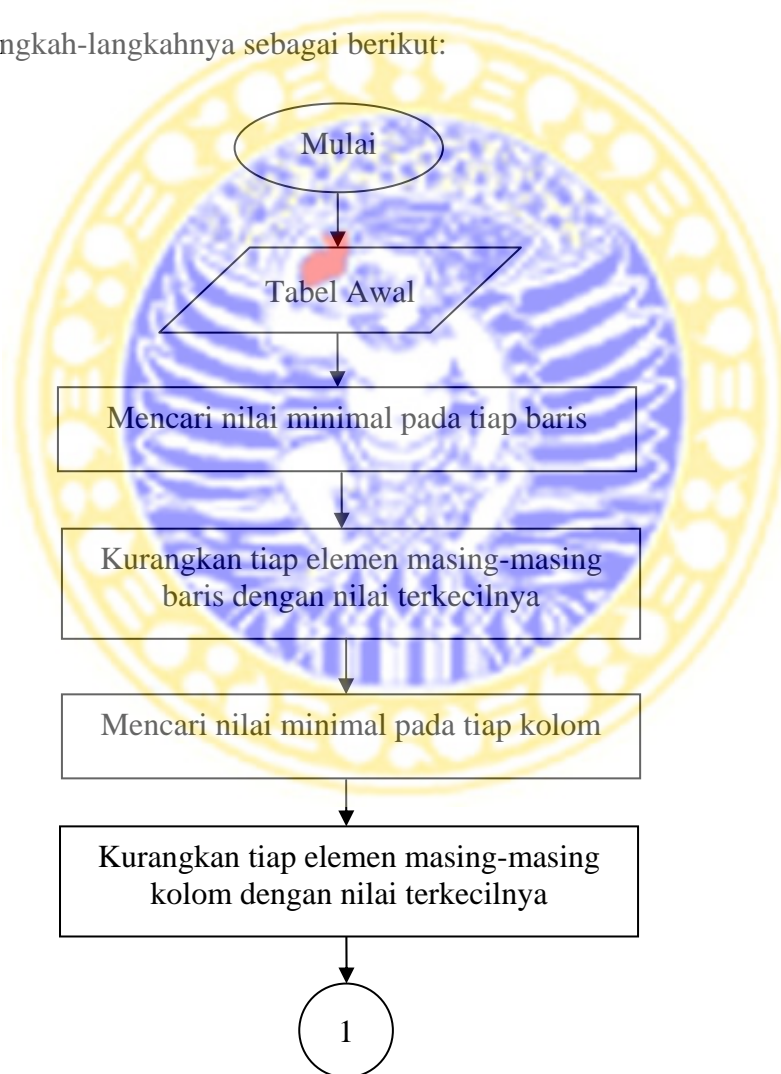 ngkah-langkahnya sebagai berikut:
Mulai
Tabel Awal
Mencari nilai minimal pada tiap baris
Kurangkan tiap elemen masing-masing
baris dengan nilai terkecilnya
Mencari nilai minimal pada tiap kolom
Kurangkan tiap elemen masing-masing
kolom dengan nilai terkecilnya
1